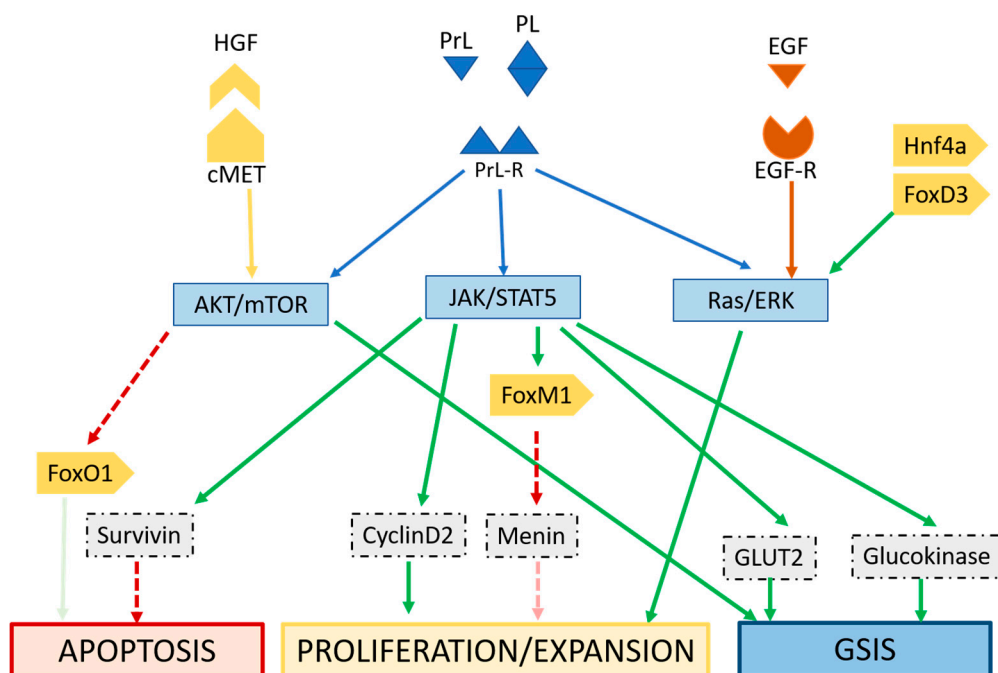 HGF
PrL
PL
EGF
cMET
PrL-R
EGF-R
Hnf4a
FoxD3
AKT/mTOR
JAK/STAT5
Ras/ERK
FoxM1
FoxO1
Survivin
CyclinD2
Menin
GLUT2
Glucokinase
APOPTOSIS
PROLIFERATION/EXPANSION
GSIS